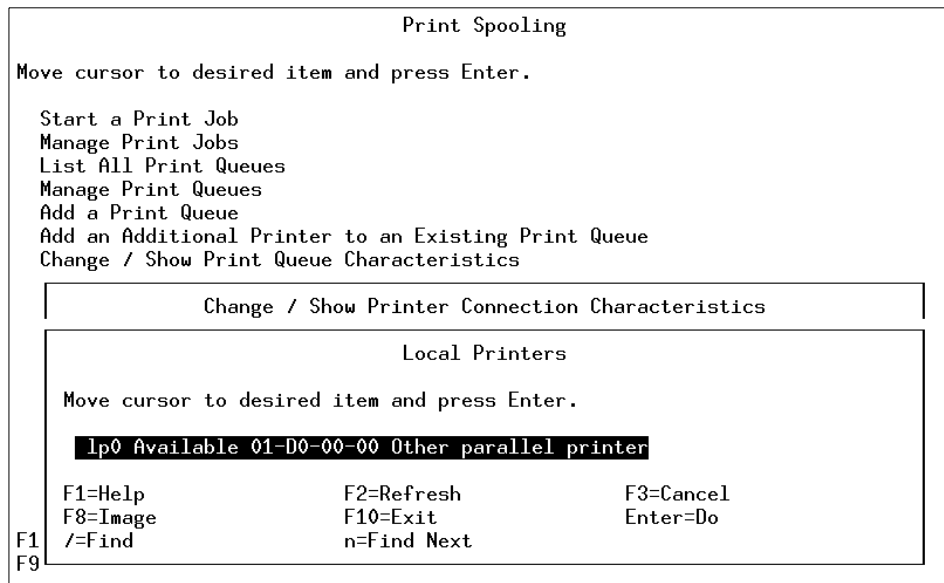 Print Spooling
Move cursor to desired item and press Enter.
Start a Print Job
Manage Print Jobs
List All Print Queues
Manage Print Queues
Add a Print Queue
Add an Additional Printer to an Existing Print Queue
Change / Show Print Queue Characteristics
Change / Show Printer Connection Characteristics
Local Printers
Move cursor to desired item and press Enter.
lp0 Available 01-D0-00-00 Other parallel printer
F1=Help F2=Refresh F3=Cancel
F8=Image F10=Exit Enter=Do
F1 /=Find n=Find Next
F9